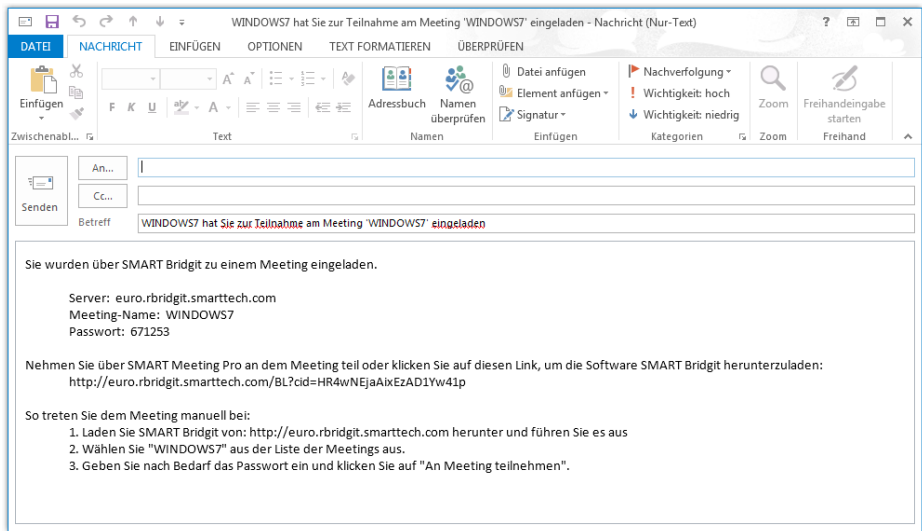 WINDOWS7 hat Sie zur Teilnahme am Meeting 'WINDOWS7' eingeladen - Nachricht (Nur-Text)
DATEI NACHRICHT EINFÜGEN OPTIONEN TEXT FORMATIEREN ÜBERPRÜFEN
Einfügen
Zwischenabl...
F K U
Text
Adressbuch
Namen überprüfen
Namen
Datei anfügen
Element anfügen
Signatur
Einfügen
Nachverfolgung
Wichtigkeit: hoch
Wichtigkeit: niedrig
Kategorien
Zoom
Zoom
Freihandeingabe starten
Freihand
Senden
An...
Cc...
Betreff WINDOWS7 hat Sie zur Teilnahme am Meeting 'WINDOWS7' eingeladen
Sie wurden über SMART Bridgit zu einem Meeting eingeladen.
Server: euro.rbridgit.smarttech.com
Meeting-Name: WINDOWS7
Passwort: 671253
Nehmen Sie über SMART Meeting Pro an dem Meeting teil oder klicken Sie auf diesen Link, um die Software SMART Bridgit herunterzuladen:
http://euro.rbridgit.smarttech.com/BL?cid=HR4wNEjaAixEzAD1Yw41p
So treten Sie dem Meeting manuell bei:
1. Laden Sie SMART Bridgit von: http://euro.rbridgit.smarttech.com herunter und führen Sie es aus
2. Wählen Sie "WINDOWS7" aus der Liste der Meetings aus.
3. Geben Sie nach Bedarf das Passwort ein und klicken Sie auf "An Meeting teilnehmen".